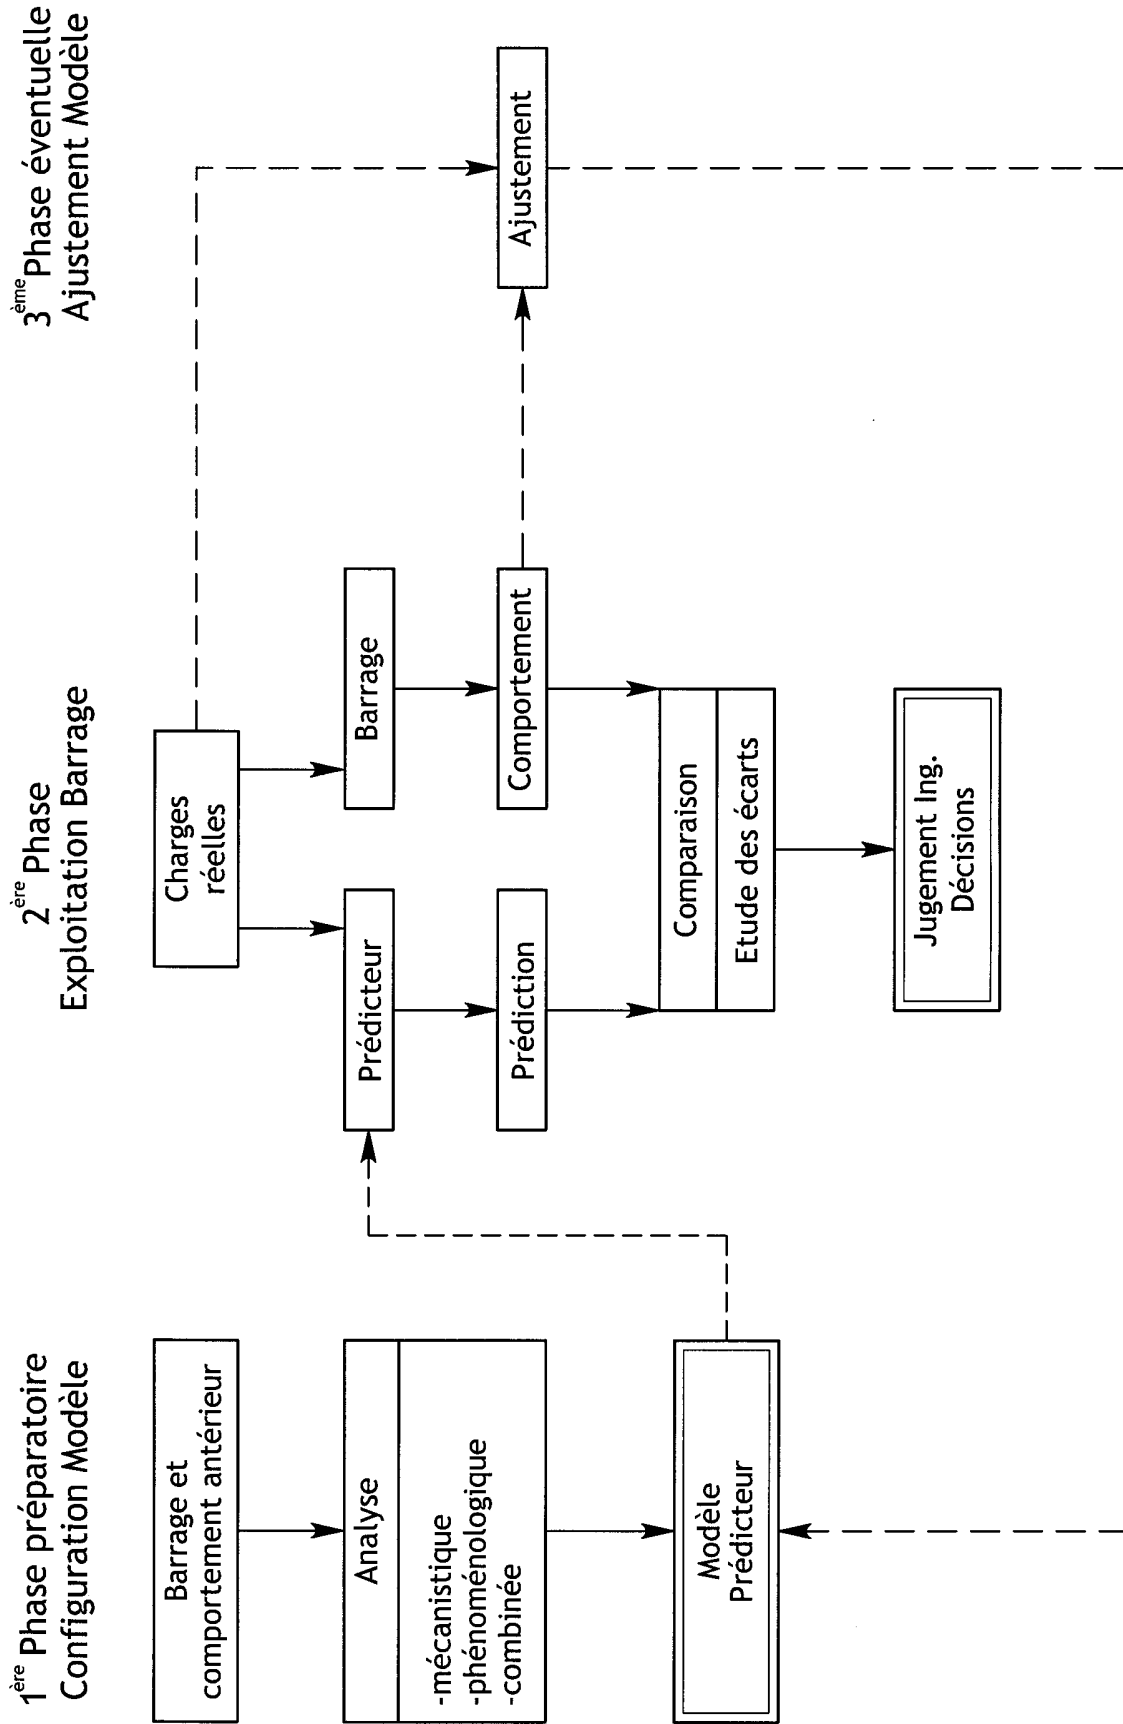 1ère Phase préparatoire
Configuration Modèle
Barrage et
comportement antérieur
Analyse
-mécanistique
-phénoménologique
-combinée
Modèle
Prédicteur
2ère Phase
Exploitation Barrage
Charges
réelles
Prédicteur
Barrage
Prédiction
Comportement
Comparaison
Etude des écarts
Jugement Ing.
Décisions
3ème Phase éventuelle
Ajustement Modèle
Ajustement